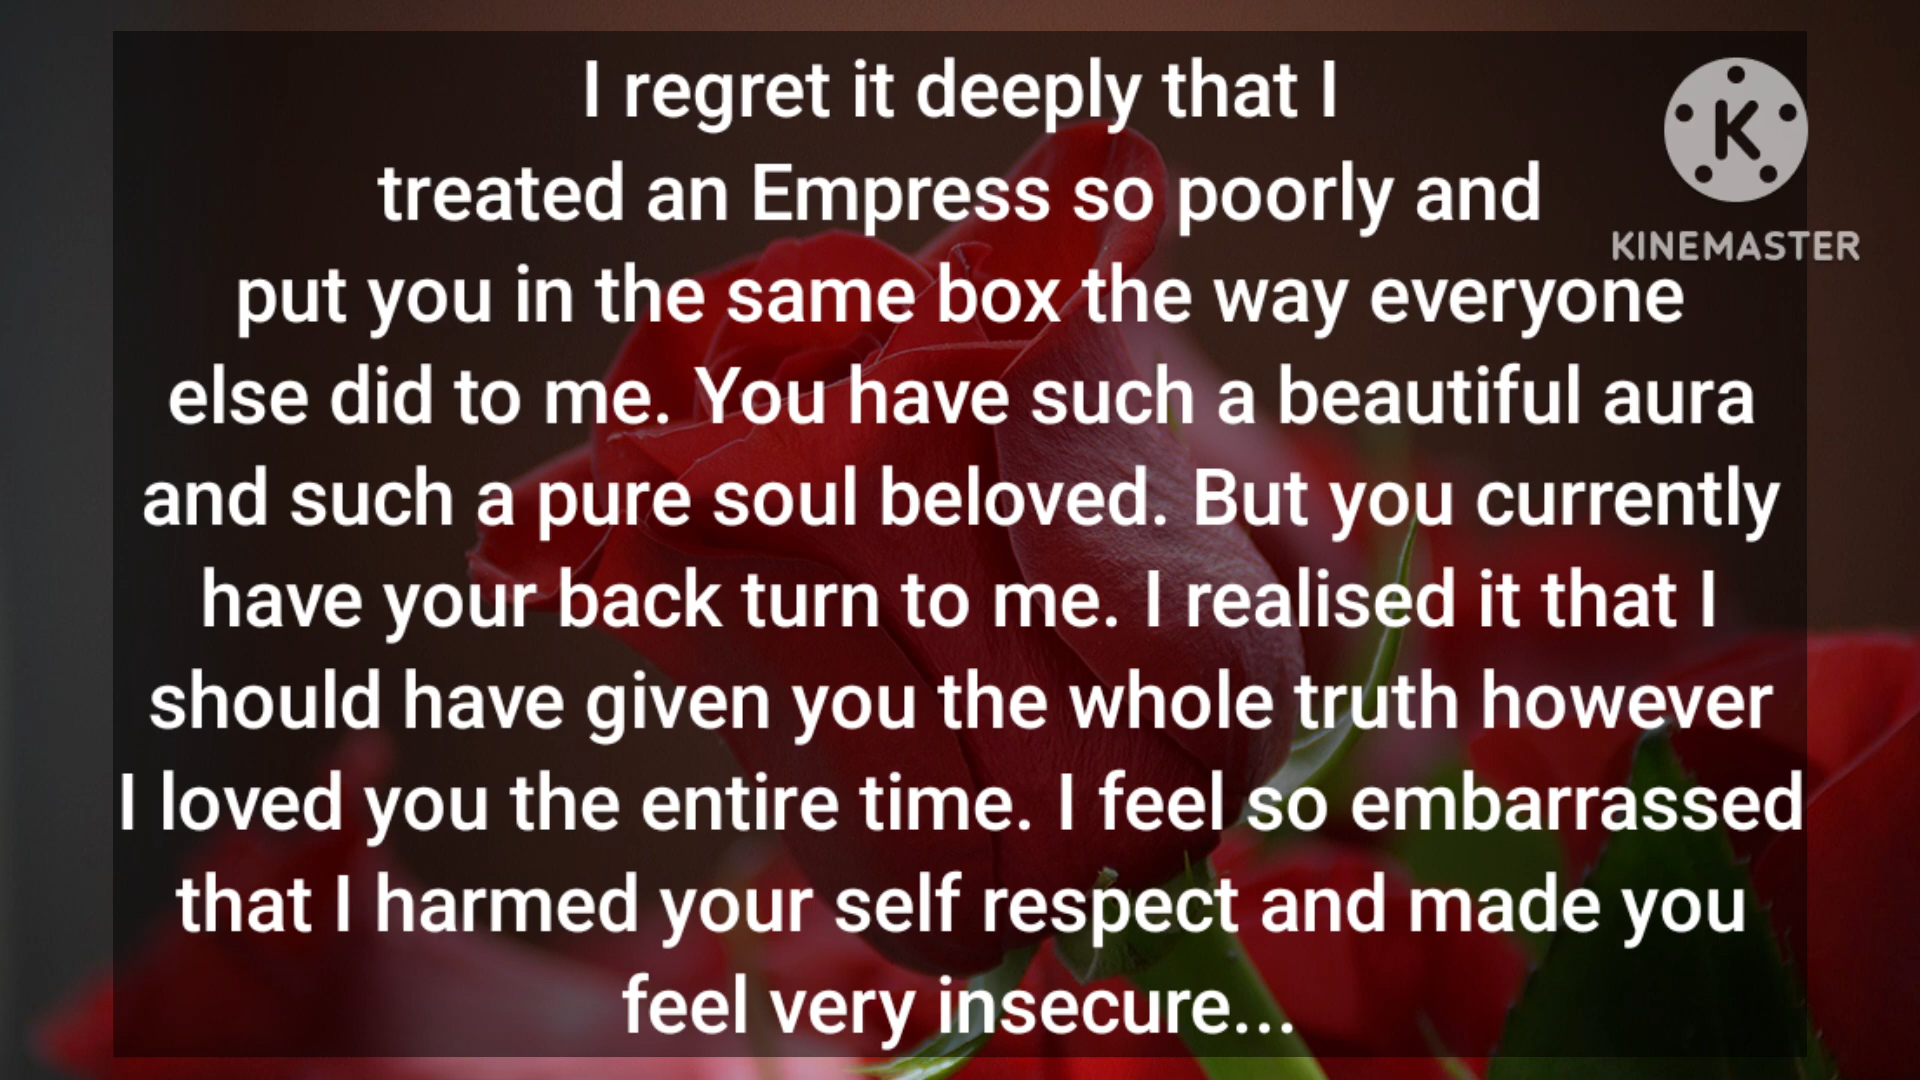 I regret it deeply that I
treated an Empress so poorly and
put you in the same box the way everyone
else did to me. You have such a beautiful aura
and such a pure soul beloved. But you currently
have your back turn to me. I realised it that I
should have given you the whole truth however
I loved you the entire time. I feel so embarrassed
that I harmed your self respect and made you
feel very insecure...
K
KINEMASTER